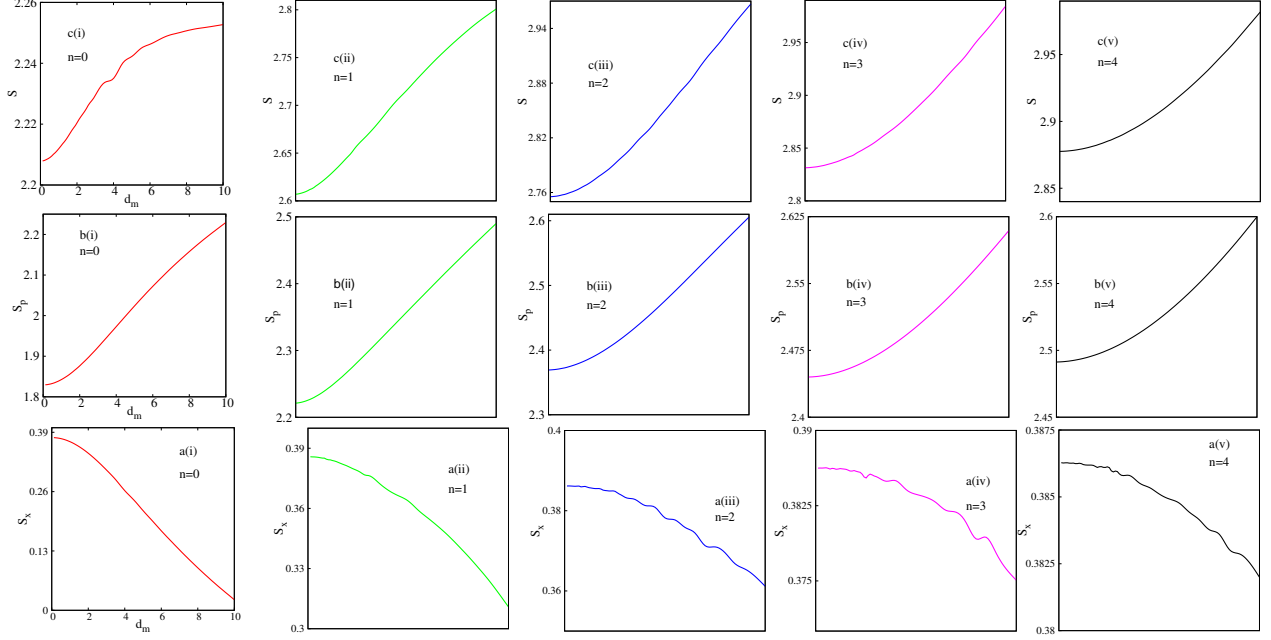 2.26
2.24
2.22
2.2
S
c(i)
n=0
0
2
4
6
8
10
d_m
2.8
2.7
2.65
2.6
S
c(ii)
n=1
2.94
2.88
2.82
2.76
S
c(iii)
n=2
2.95
2.9
2.85
2.8
S
c(iv)
n=3
2.95
2.9
2.85
S
c(v)
n=4
2.2
2.1
2
1.9
1.8
S_p
b(i)
n=0
0
2
4
6
8
10
d_m
2.5
2.4
2.3
2.2
S_p
b(ii)
n=1
2.6
2.5
2.4
2.3
S_p
b(iii)
n=2
2.625
2.55
2.475
2.4
S_p
b(iv)
n=3
2.6
2.55
2.5
2.45
S_p
b(v)
n=4
0.39
0.26
0.13
0
S_x
a(i)
n=0
0
2
4
6
8
10
d_m
0.39
0.36
0.33
0.3
S_x
a(ii)
n=1
0.4
0.38
0.36
S_x
a(iii)
n=2
0.39
0.3825
0.375
S_x
a(iv)
n=3
0.3875
0.385
0.3825
0.38
S_x
a(v)
n=4